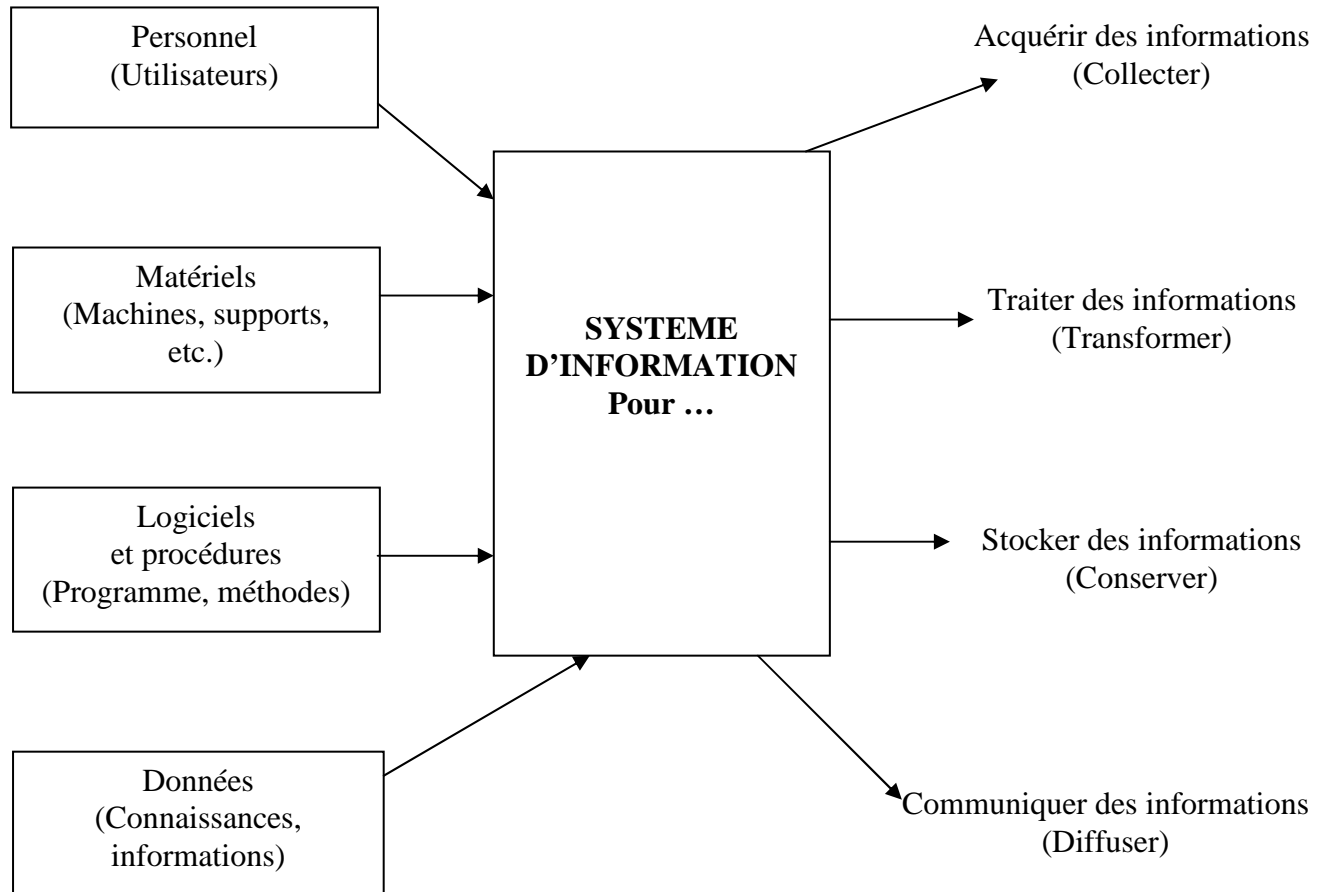 Personnel
(Utilisateurs)
Matériels
(Machines, supports,
etc.)
Logiciels
et procédures
(Programme, méthodes)
Données
(Connaissances,
informations)
SYSTEME
D’INFORMATION
Pour …
Acquérir des informations
(Collecter)
Traiter des informations
(Transformer)
Stocker des informations
(Conserver)
Communiquer des informations
(Diffuser)